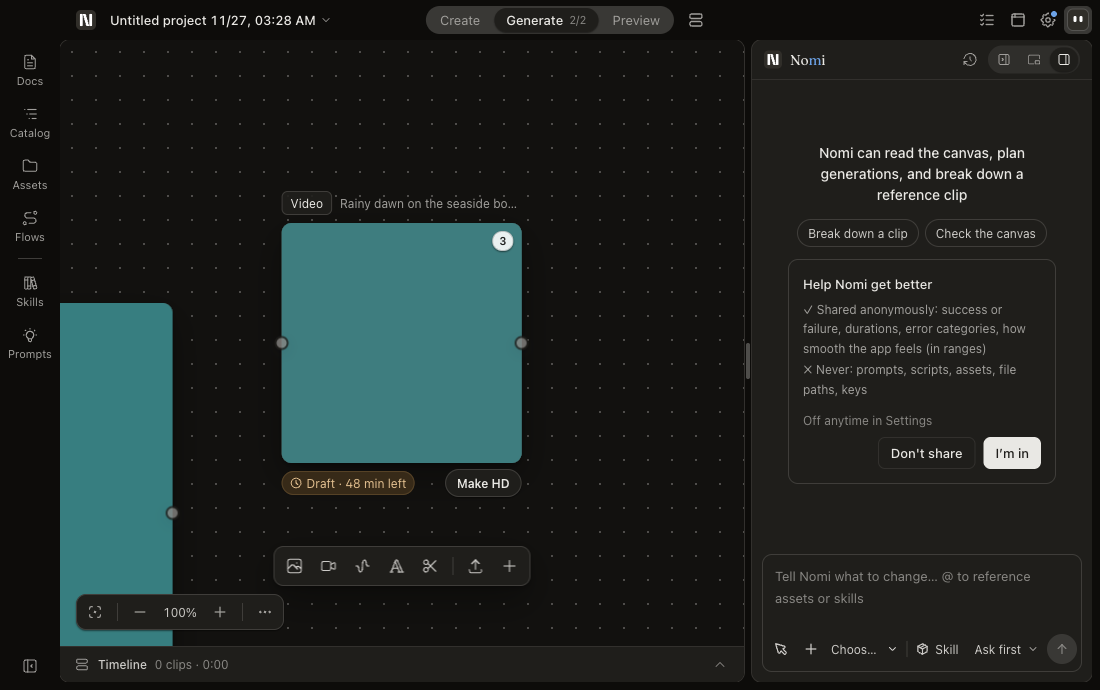 N Untitled project 11/27, 03:28 AM
Create Generate 2/2 Preview
Docs
Catalog
Assets
Flows
Skills
Prompts
Video Rainy dawn on the seaside bo...
3
Draft · 48 min left
Make HD
100%
Timeline 0 clips · 0:00
N Nomi
Nomi can read the canvas, plan
generations, and break down a
reference clip
Break down a clip Check the canvas
Help Nomi get better
✓ Shared anonymously: success or
failure, durations, error categories, how
smooth the app feels (in ranges)
✕ Never: prompts, scripts, assets, file
paths, keys
Off anytime in Settings
Don't share I'm in
Tell Nomi what to change... @ to reference
assets or skills
Choos... Skill Ask first